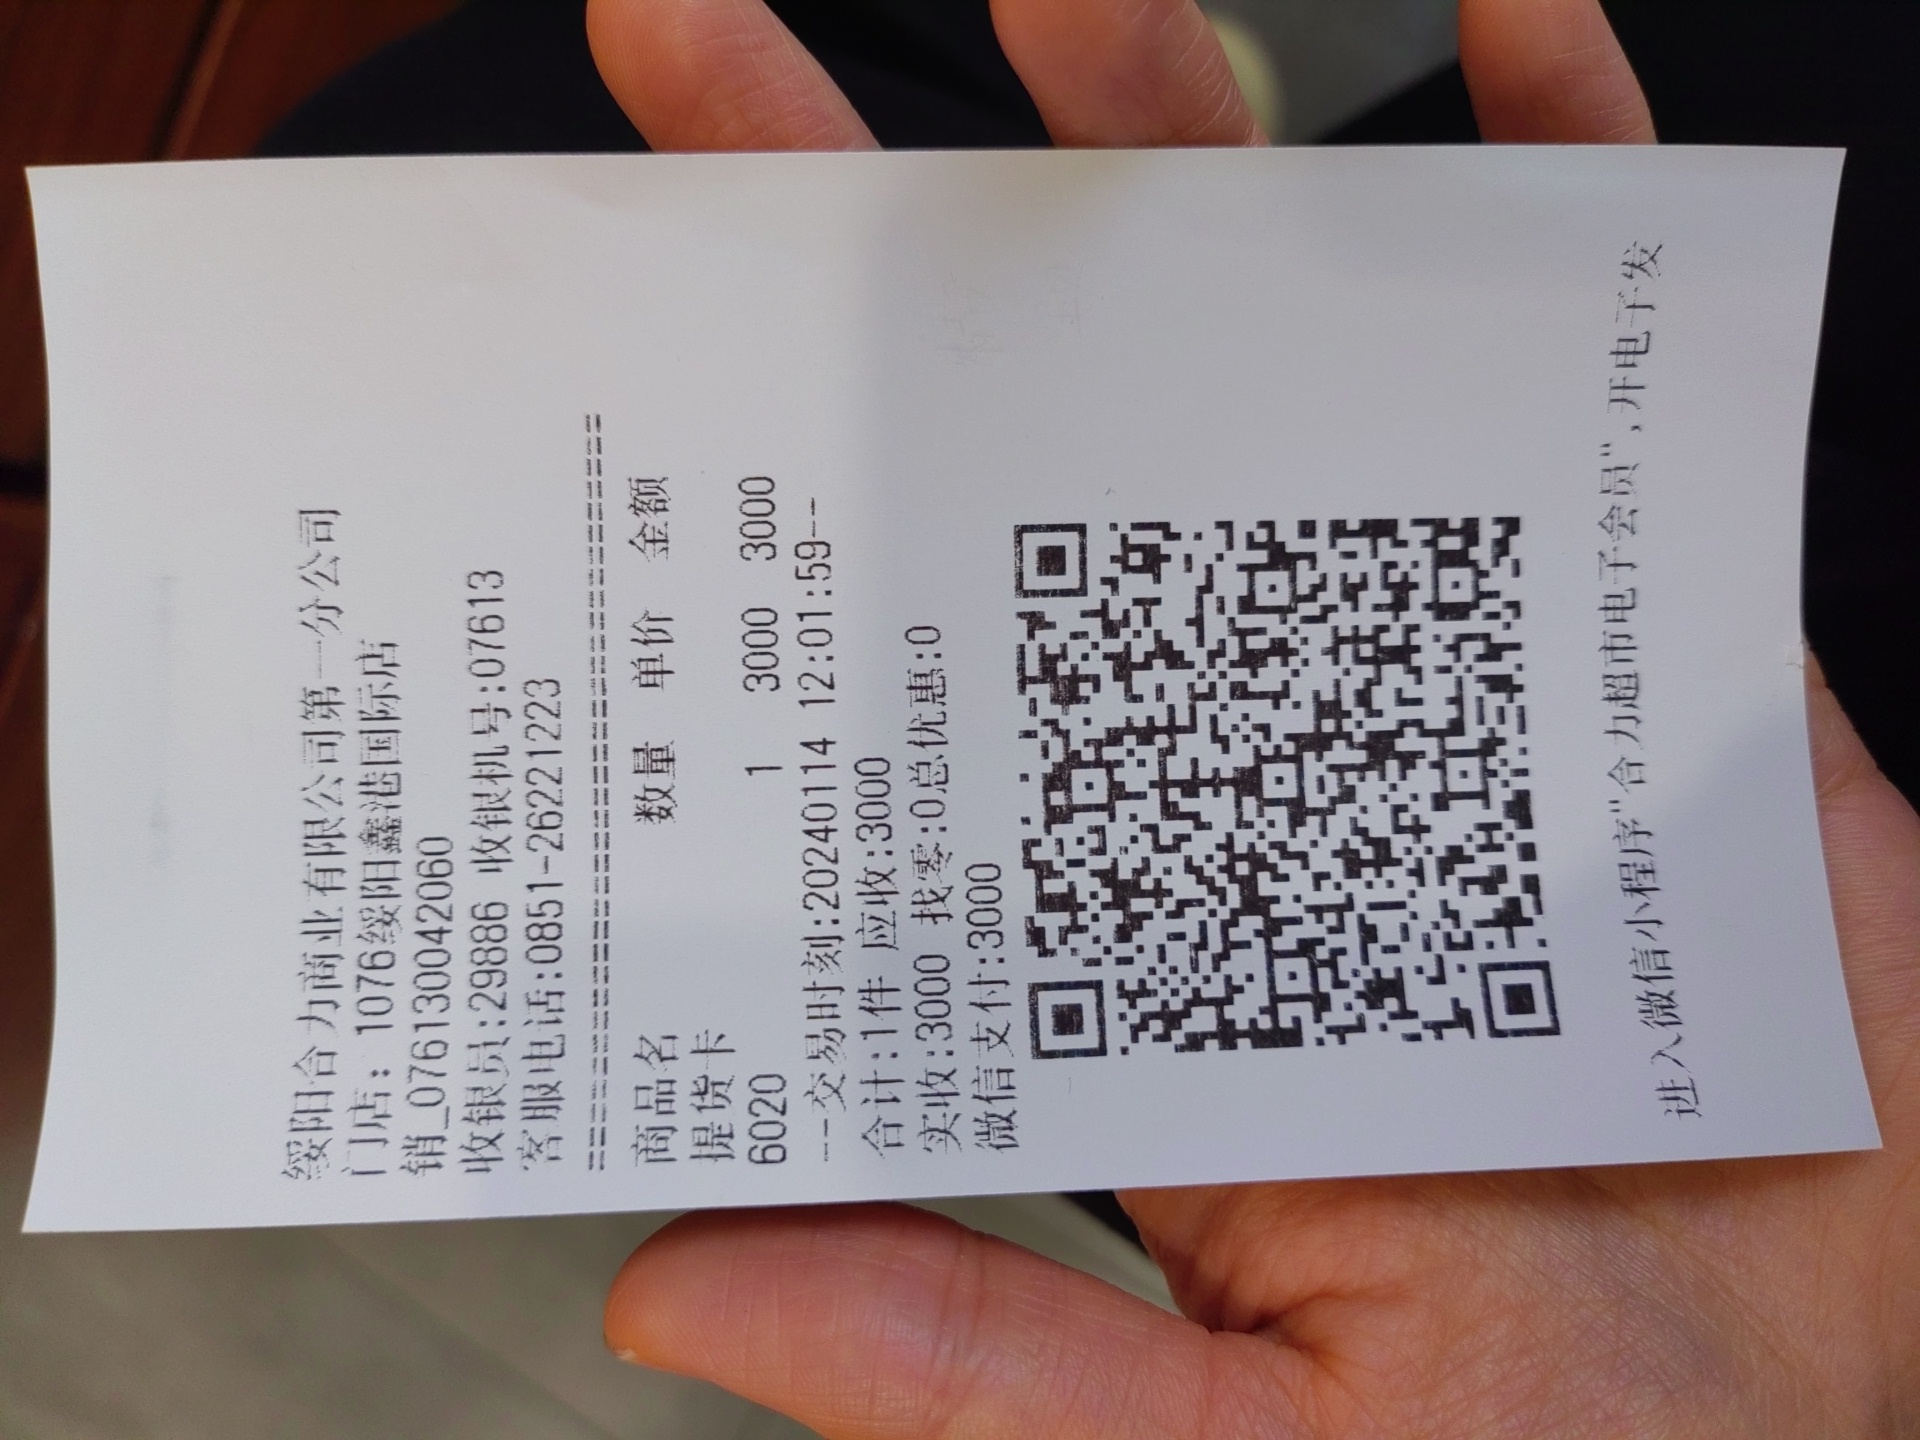 绥阳合力商业有限公司第一分公司
门店：1076绥阳鑫港国际店
销_076130042060
收银员:29886 收银机号:07613
客服电话:0851-26221223
================================
商品名 数量 单价 金额
提货卡
6020 1 3000 3000
--交易时刻:20240114 12:01:59--
合计:1件 应收:3000
实收:3000 找零:0总优惠:0
微信支付:3000
进入微信小程序"合力超市电子会员",开电子发